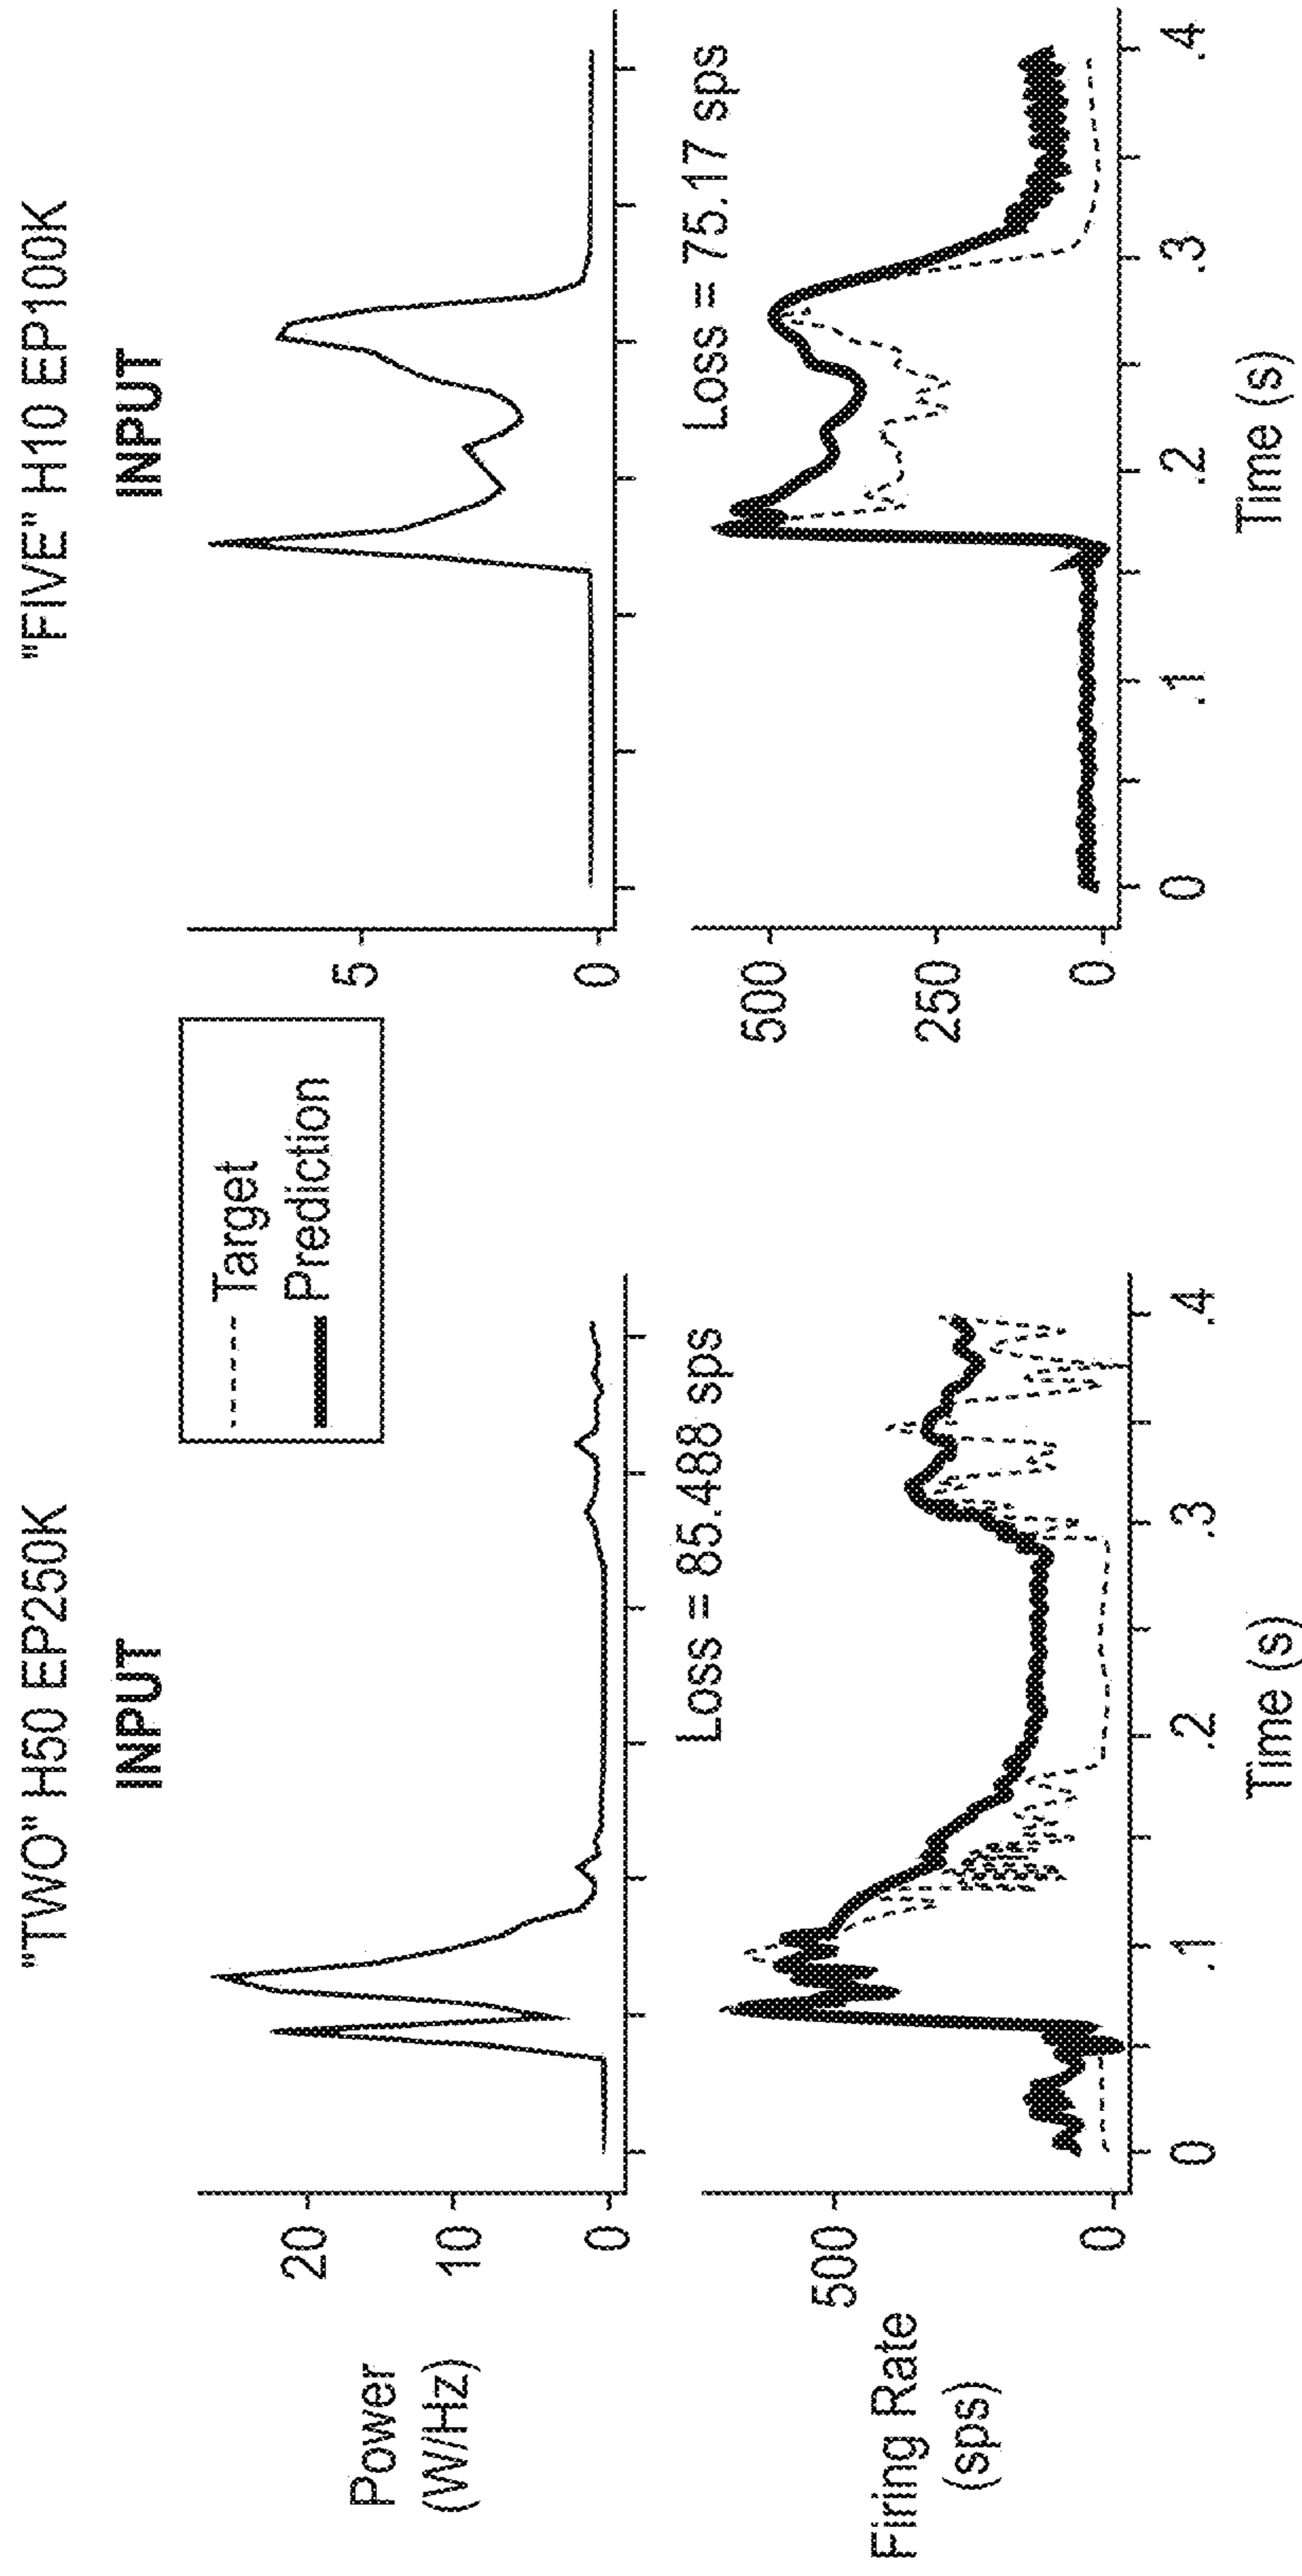 "TWO" H50 EP250K
"FIVE" H10 EP100K
INPUT
INPUT
Target
Prediction
Power
(W/Hz)
20
10
0
5
0
Loss = 85.488 sps
Loss = 75.17 sps
Firing Rate
(sps)
500
0
500
250
0
0
.1
.2
.3
.4
0
.1
.2
.3
.4
Time (s)
Time (s)